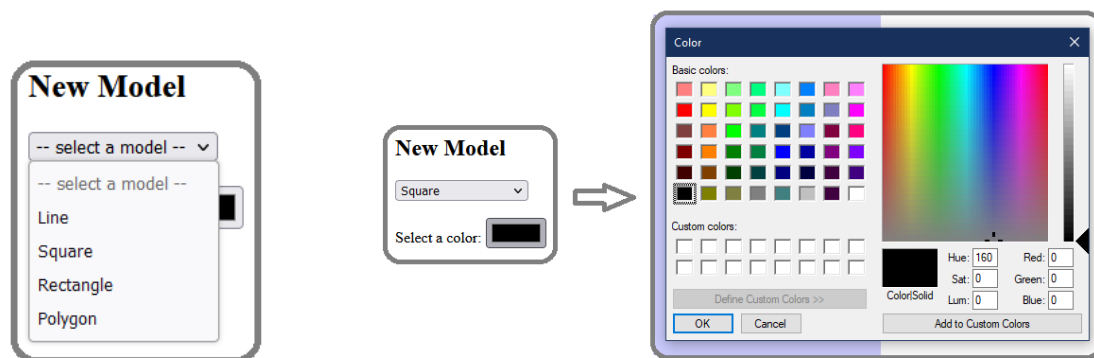 New Model
-- select a model --
-- select a model --
Line
Square
Rectangle
Polygon
New Model
Square
Select a color:
Color
Basic colors:
Custom colors:
Define Custom Colors >>
OK Cancel
Hue: 160 Red: 0
Sat: 0 Green: 0
Color|Solid Lum: 0 Blue: 0
Add to Custom Colors